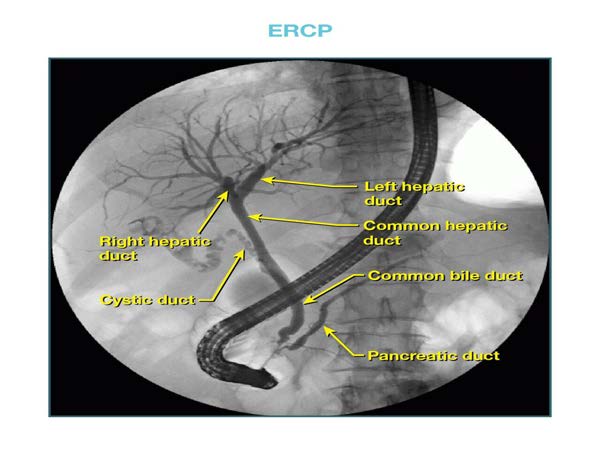 ERCP
Left hepatic
duct
Common hepatic
duct
Right hepatic
duct
Common bile duct
Cystic duct
Pancreatic duct